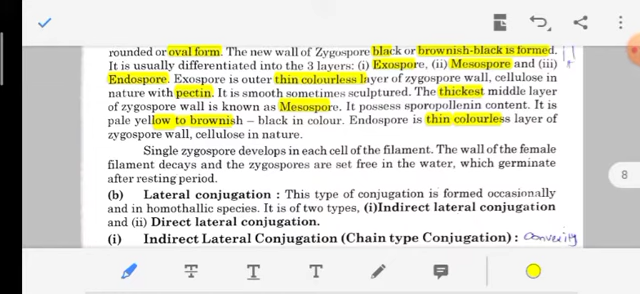 rounded or oval form. The new wall of Zygospore black or brownish-black is formed.
It is usually differentiated into the 3 layers: (i) Exospore, (ii) Mesospore and (iii)
Endospore. Exospore is outer thin colourless layer of zygospore wall, cellulose in
nature with pectin. It is smooth sometimes sculptured. The thickest middle layer
of zygospore wall is known as Mesospore. It possess sporopollenin content. It is
pale yellow to brownish – black in colour. Endospore is thin colourless layer of
zygospore wall, cellulose in nature.
Single zygospore develops in each cell of the filament. The wall of the female
filament decays and the zygospores are set free in the water, which germinate
after resting period.
8
(b) Lateral conjugation : This type of conjugation is formed occasionally
and in homothallic species. It is of two types, (i)Indirect lateral conjugation
and (ii) Direct lateral conjugation.
(i) Indirect Lateral Conjugation (Chain type Conjugation) :
T T T